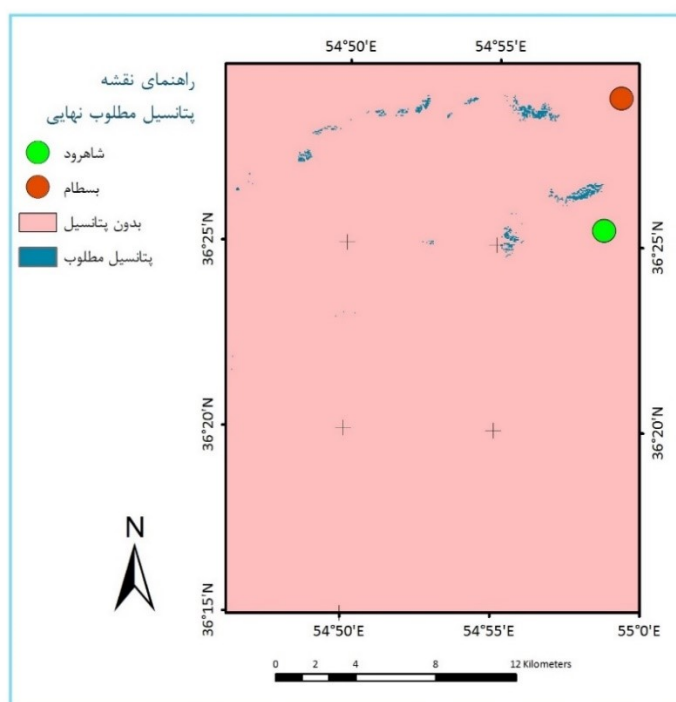 راهنمای نقشه
پتانسیل مطلوب نهایی
شاهرود
بسطام
بدون پتانسیل
پتانسیل مطلوب
54°50'E 54°55'E
36°25'N 36°25'N
36°20'N 36°20'N
36°15'N
54°50'E 54°55'E 55°0'E
N
0 2 4 8 12 Kilometers